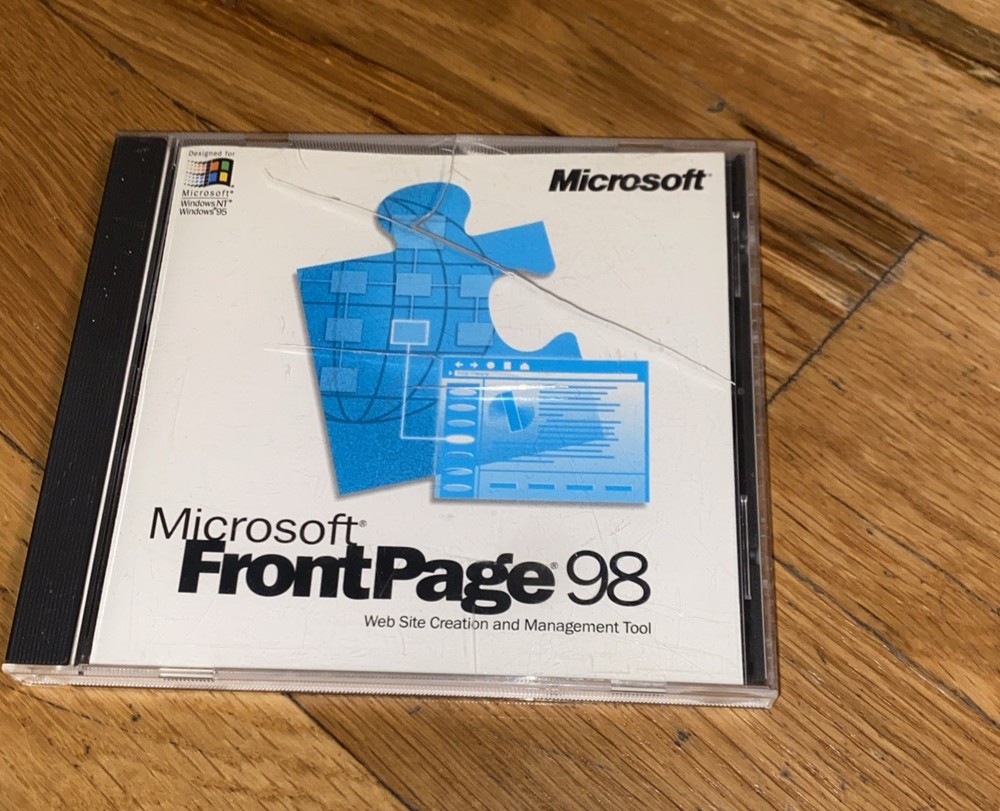 Designed for
Microsoft®
Windows NT®
Windows®95
Microsoft®
Microsoft®
FrontPage® 98
Web Site Creation and Management Tool